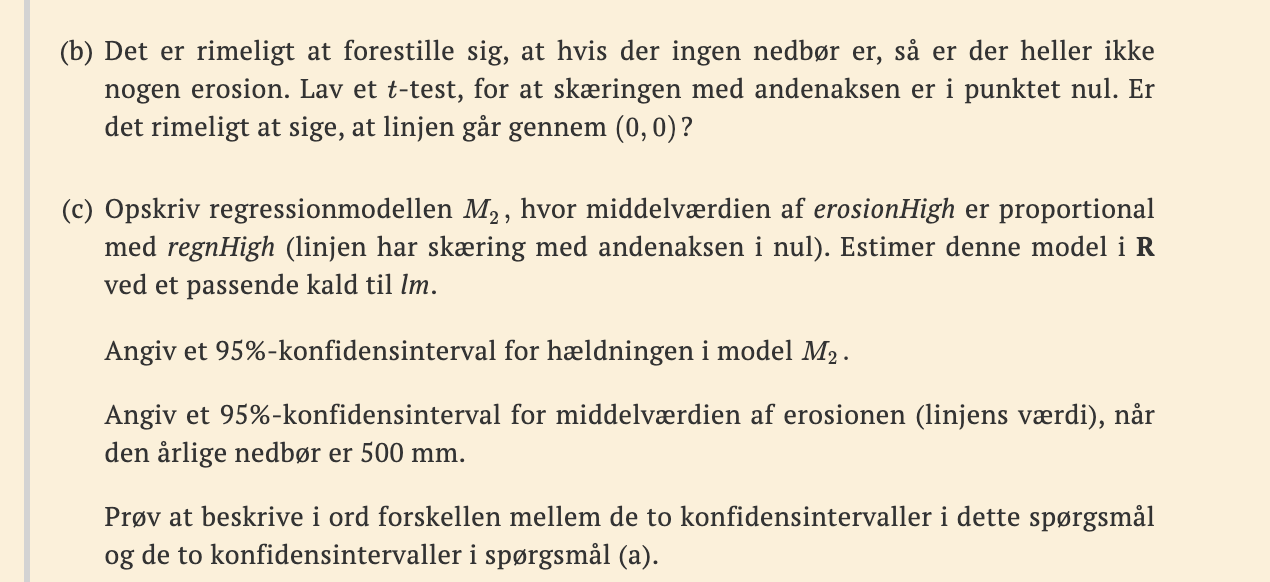 (b) Det er rimeligt at forestille sig, at hvis der ingen nedbør er, så er der heller ikke
nogen erosion. Lav et t-test, for at skæringen med andenaksen er i punktet nul. Er
det rimeligt at sige, at linjen går gennem (0, 0)?
(c) Opskriv regressionmodellen M₂, hvor middelværdien af erosionHigh er proportional
med regnHigh (linjen har skæring med andenaksen i nul). Estimer denne model i R
ved et passende kald til lm.
Angiv et 95%-konfidensinterval for hældningen i model M₂.
Angiv et 95%-konfidensinterval for middelværdien af erosionen (linjens værdi), når
den årlige nedbør er 500 mm.
Prøv at beskrive i ord forskellen mellem de to konfidensintervaller i dette spørgsmål
og de to konfidensintervaller i spørgsmål (a).